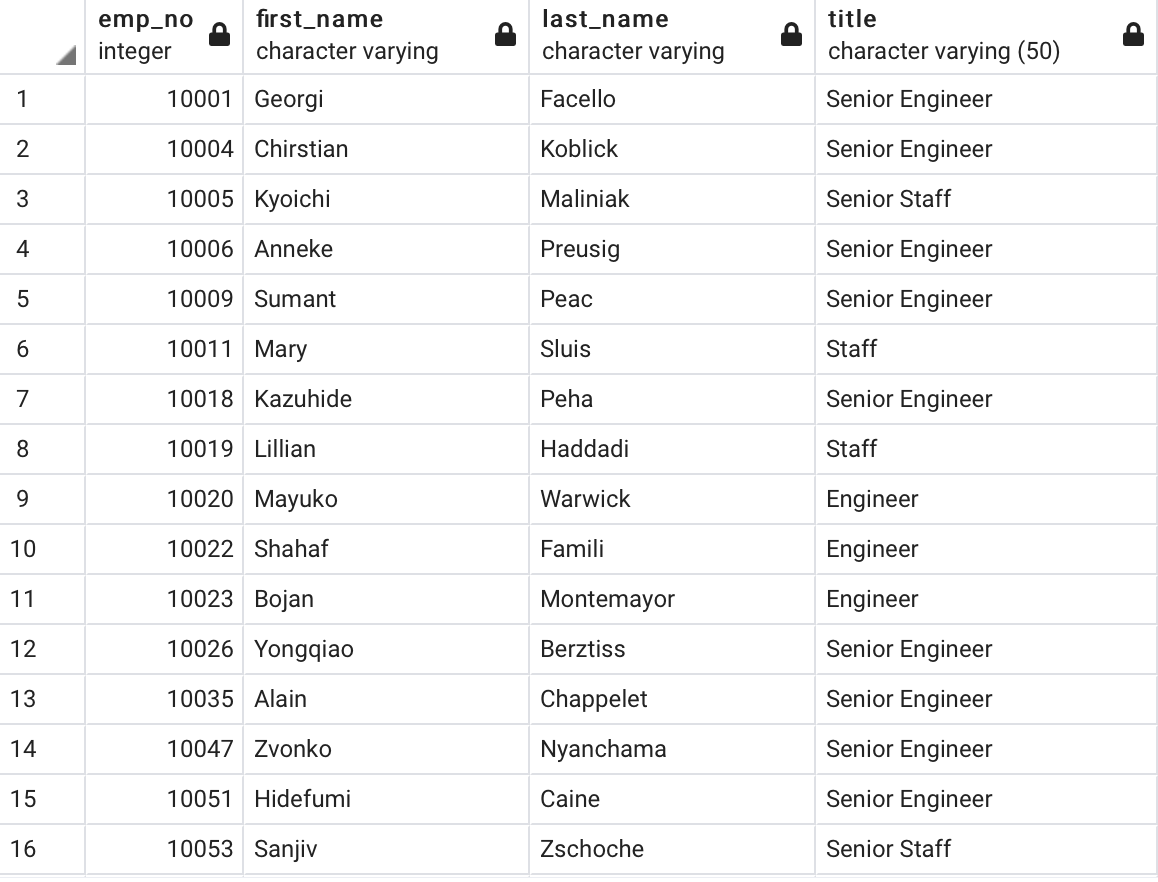 emp_no first_name last_name title
integer character varying character varying character varying (50)
1 10001 Georgi Facello Senior Engineer
2 10004 Chirstian Koblick Senior Engineer
3 10005 Kyoichi Maliniak Senior Staff
4 10006 Anneke Preusig Senior Engineer
5 10009 Sumant Peac Senior Engineer
6 10011 Mary Sluis Staff
7 10018 Kazuhide Peha Senior Engineer
8 10019 Lillian Haddadi Staff
9 10020 Mayuko Warwick Engineer
10 10022 Shahaf Famili Engineer
11 10023 Bojan Montemayor Engineer
12 10026 Yongqiao Berztiss Senior Engineer
13 10035 Alain Chappelet Senior Engineer
14 10047 Zvonko Nyanchama Senior Engineer
15 10051 Hidefumi Caine Senior Engineer
16 10053 Sanjiv Zschoche Senior Staff